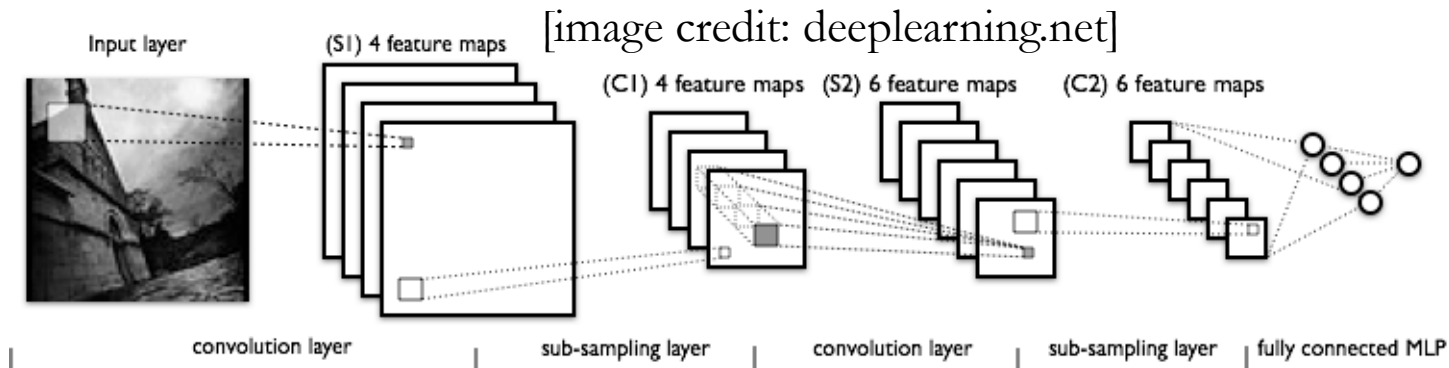 [image credit: deeplearning.net]
Input layer
(S1) 4 feature maps
(C1) 4 feature maps
(S2) 6 feature maps
(C2) 6 feature maps
convolution layer
sub-sampling layer
convolution layer
sub-sampling layer
fully connected MLP